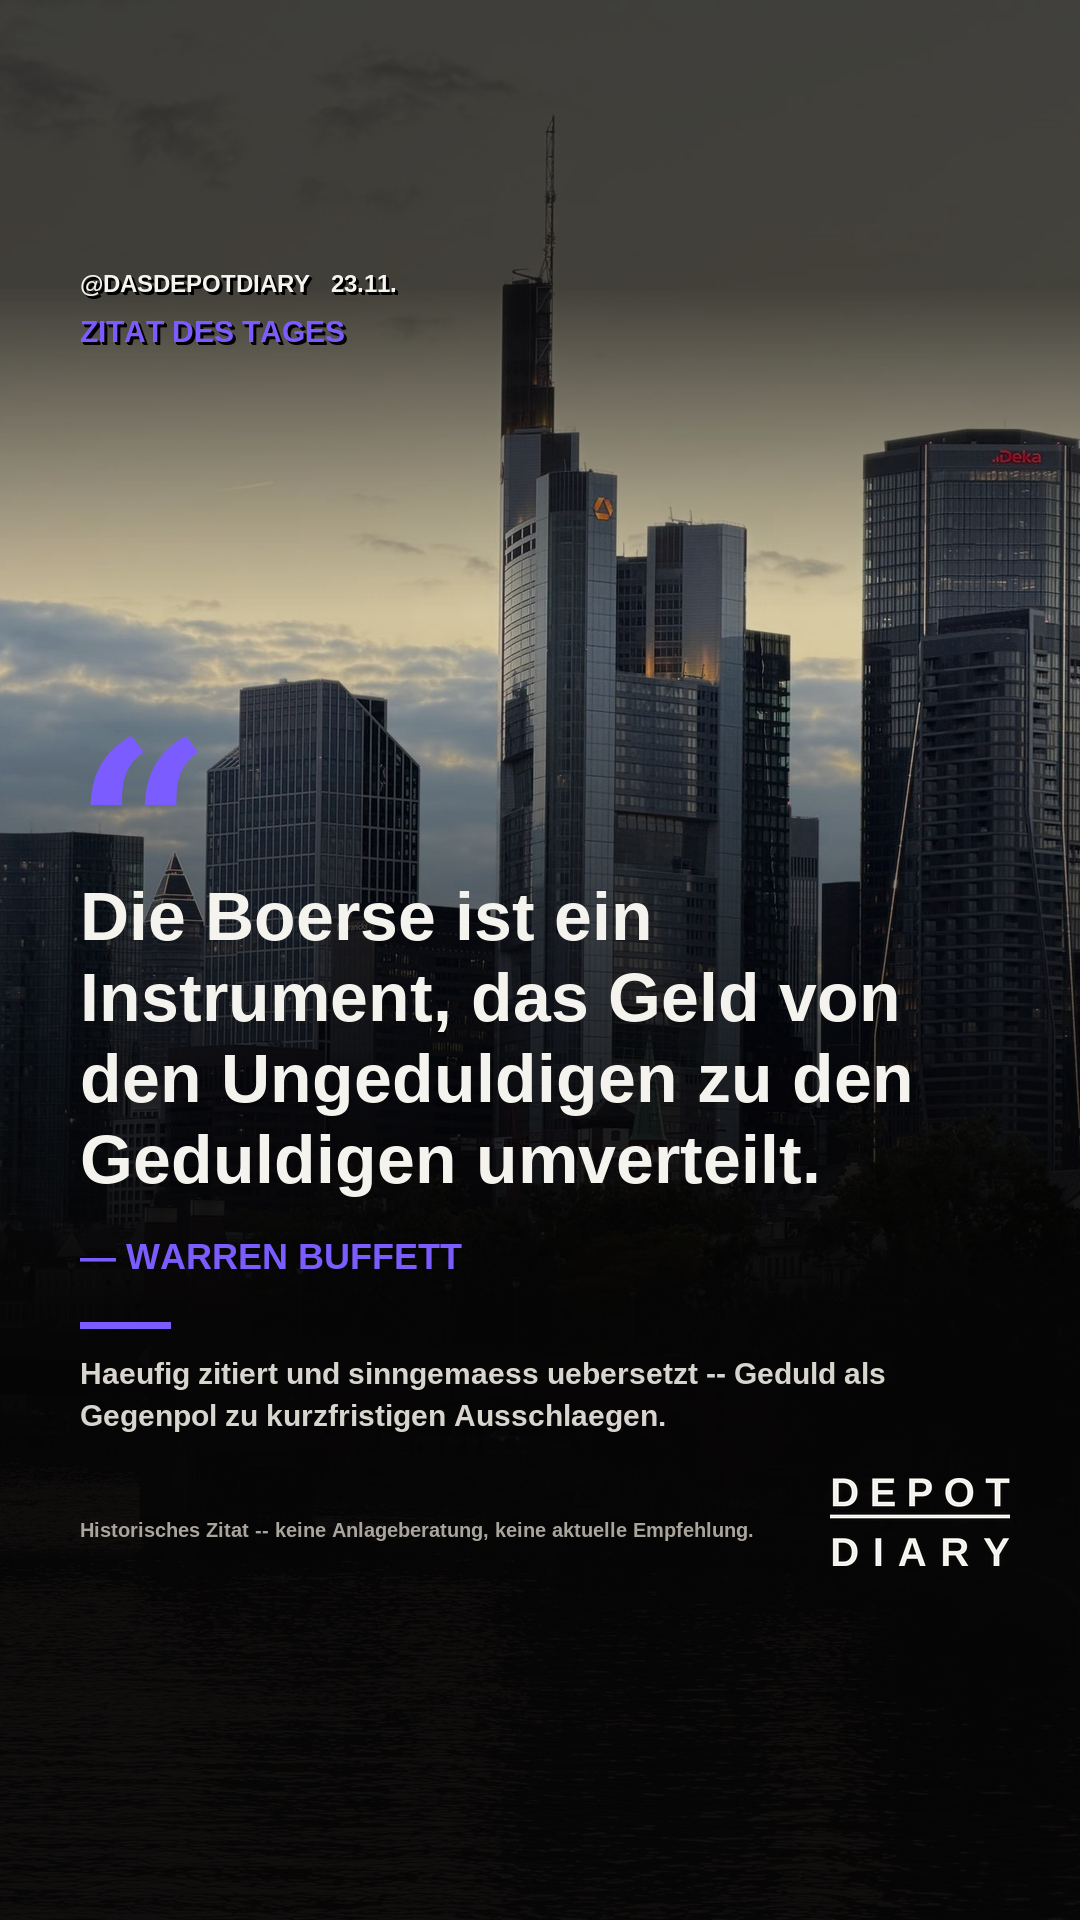 @DASDEPOTDIARY 23.11.
ZITAT DES TAGES
Deka
“
Die Boerse ist ein
Instrument, das Geld von
den Ungeduldigen zu den
Geduldigen umverteilt.
— WARREN BUFFETT
Haeufig zitiert und sinngemaess uebersetzt -- Geduld als
Gegenpol zu kurzfristigen Ausschlaegen.
Historisches Zitat -- keine Anlageberatung, keine aktuelle Empfehlung.
DEPOT
DIARY